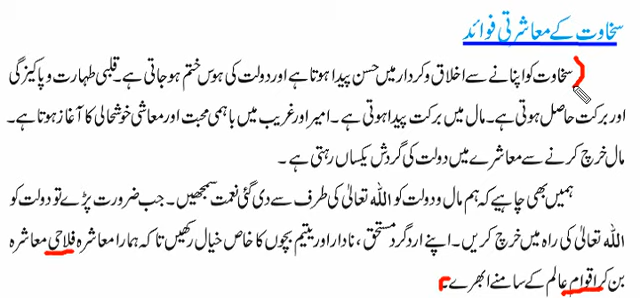 سخاوت کے معاشرتی فوائد
سخاوت کو اپنانے سے اخلاق و کردار میں حسن پیدا ہوتا ہے اور دولت کی ہوس ختم ہو جاتی ہے۔ قلبی طہارت و پاکیزگی
اور برکت حاصل ہوتی ہے۔ مال میں برکت پیدا ہوتی ہے۔ امیر اور غریب میں باہمی محبت اور معاشی خوشحالی کا آغاز ہوتا ہے۔
مال خرچ کرنے سے معاشرے میں دولت کی گردش یکساں رہتی ہے۔
ہمیں بھی چاہیے کہ ہم مال و دولت کو اللہ تعالیٰ کی طرف سے دی گئی نعمت سمجھیں۔ جب ضرورت پڑے تو دولت کو
اللہ تعالیٰ کی راہ میں خرچ کریں۔ اپنے اردگرد مستحق، نادار اور یتیم بچوں کا خاص خیال رکھیں تاکہ ہمارا معاشرہ فلاحی معاشرہ
بن کر اقوامِ عالم کے سامنے ابھرے۔